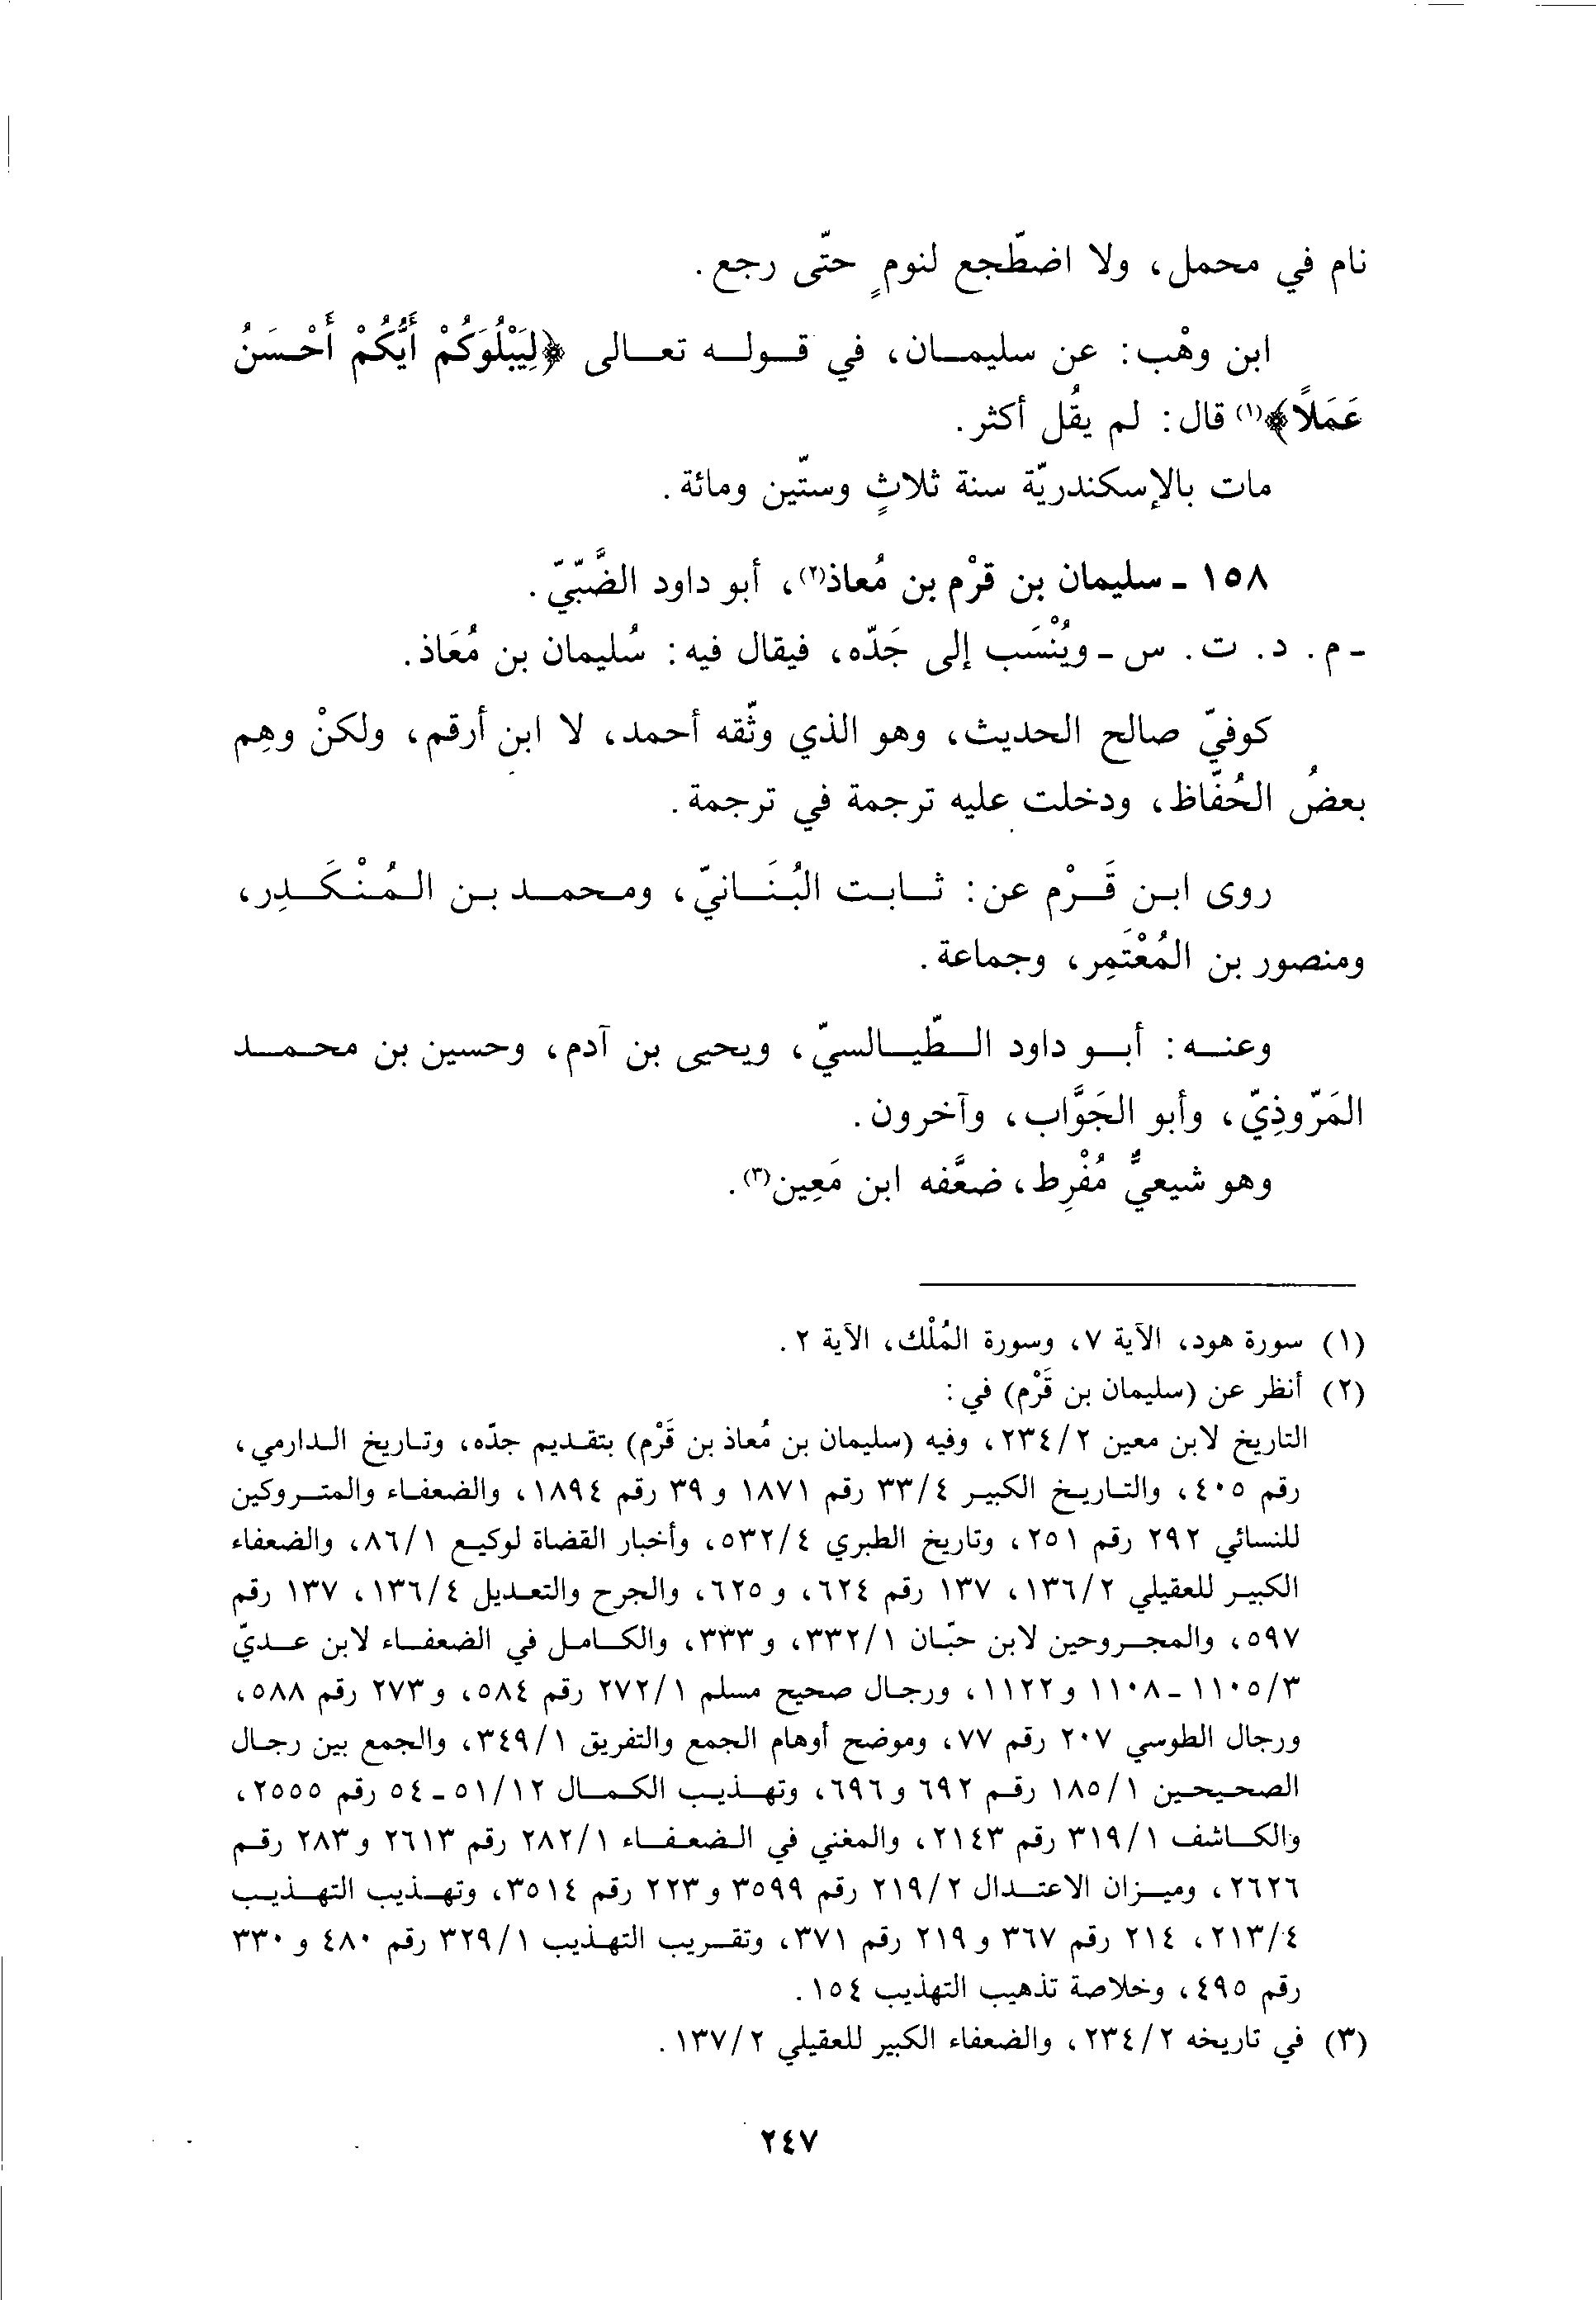 نام في محمل، ولا اضطّجع لنومٍ حتّى رجع.
ابن وهْب: عن سليمان، في قوله تعالى ﴿لِيَبْلُوَكُمْ أَيُّكُمْ أَحْسَنُ
عَمَلاً﴾(١) قال: لم يقُل أكثر.
مات بالإسكندريّة سنة ثلاثٍ وستّين ومائة.
١٥٨ - سليمان بن قرْم بن مُعاذ(٢)، أبو داود الضَّبّيّ.
- م. د. ت. س - ويُنْسَب إلى جَدّه، فيقال فيه: سُليمان بن مُعَاذ.
كوفيّ صالح الحديث، وهو الذي وثّقه أحمد، لا ابن أرقم، ولكنْ وهِم
بعضُ الحُفّاظ، ودخلت عليه ترجمة في ترجمة.
روى ابن قَرْم عن: ثابت البُنَانيّ، ومحمد بن المُنْكَدِر،
ومنصور بن المُعْتَمِر، وجماعة.
وعنه: أبو داود الطّيالسيّ، ويحيى بن آدم، وحسين بن محمد
المَرّوذِيّ، وأبو الجَوَّاب، وآخرون.
وهو شيعيٌّ مُفْرِط، ضعَّفه ابن مَعِين(٣).
(١) سورة هود، الآية ٧، وسورة المُلْك، الآية ٢.
(٢) أنظر عن (سليمان بن قَرْم) في:
التاريخ لابن معين ٢/٢٣٤، وفيه (سليمان بن مُعاذ بن قَرْم) بتقديم جدّه، وتاريخ الدارمي،
رقم ٤٠٥، والتاريخ الكبير ٤/٣٣ رقم ١٨٧١ و ٣٩ رقم ١٨٩٤، والضعفاء والمتروكين
للنسائي ٢٩٢ رقم ٢٥١، وتاريخ الطبري ٤/٥٣٢، وأخبار القضاة لوكيع ١/٨٦، والضعفاء
الكبير للعقيلي ٢/١٣٦، ١٣٧ رقم ٦٢٤، و ٦٢٥، والجرح والتعديل ٤/١٣٦، ١٣٧ رقم
٥٩٧، والمجروحين لابن حبّان ١/٣٣٢، و ٣٣٣، والكامل في الضعفاء لابن عديّ
٣/١١٠٥ - ١١٠٨ و ١١٢٢، ورجال صحيح مسلم ١/٢٧٢ رقم ٥٨٤، و ٢٧٣ رقم ٥٨٨،
ورجال الطوسي ٢٠٧ رقم ٧٧، وموضح أوهام الجمع والتفريق ١/٣٤٩، والجمع بين رجال
الصحيحين ١/١٨٥ رقم ٦٩٢ و ٦٩٦، وتهذيب الكمال ١٢/٥١ - ٥٤ رقم ٢٥٥٥،
والكاشف ١/٣١٩ رقم ٢١٤٣، والمغني في الضعفاء ١/٢٨٢ رقم ٢٦١٣ و ٢٨٣ رقم
٢٦٢٦، وميزان الاعتدال ٢/٢١٩ رقم ٣٥٩٩ و ٢٢٣ رقم ٣٥١٤، وتهذيب التهذيب
٤/٢١٣، ٢١٤ رقم ٣٦٧ و ٢١٩ رقم ٣٧١، وتقريب التهذيب ١/٣٢٩ رقم ٤٨٠ و ٣٣٠
رقم ٤٩٥، وخلاصة تذهيب التهذيب ١٥٤.
(٣) في تاريخه ٢/٢٣٤، والضعفاء الكبير للعقيلي ٢/١٣٧.
٢٤٧